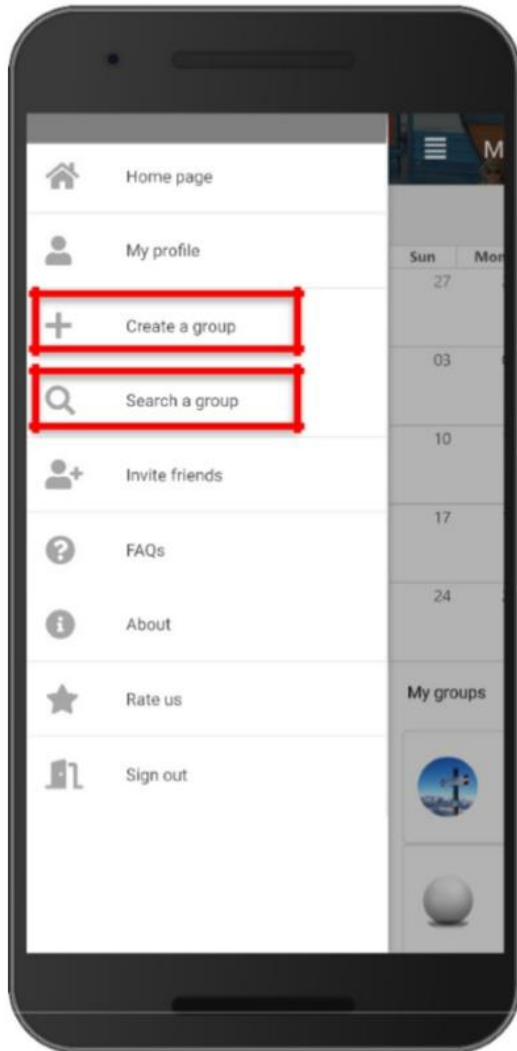 M
Home page
My profile
Sun Mon
27
Create a group
03
Search a group
10
Invite friends
17
FAQs
24
About
Rate us
My groups
Sign out